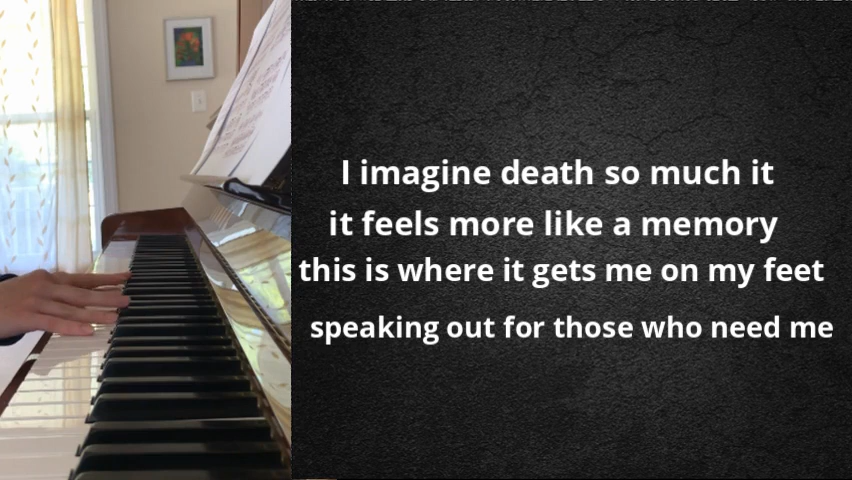 I imagine death so much it
it feels more like a memory
this is where it gets me on my feet
speaking out for those who need me